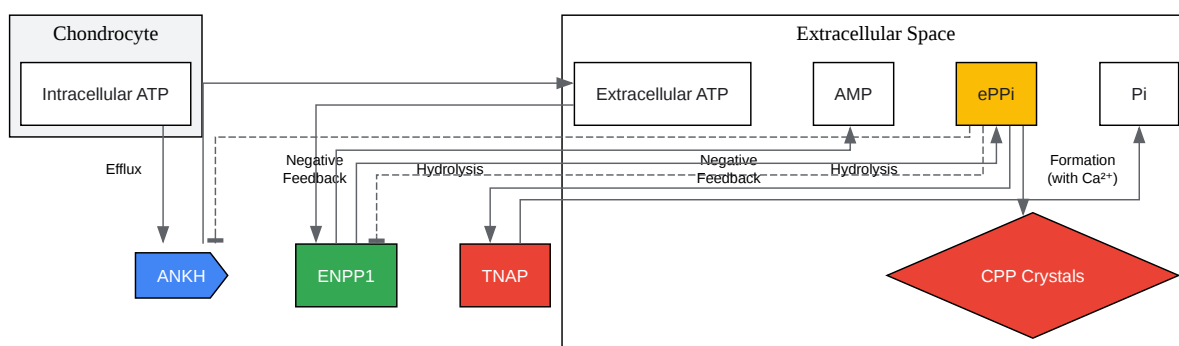 Chondrocyte
Extracellular Space
Intracellular ATP
Extracellular ATP
AMP
ePPi
Pi
Efflux
Negative
Feedback
Hydrolysis
Negative
Feedback
Hydrolysis
Formation
(with Ca²⁺)
ANKH
ENPP1
TNAP
CPP Crystals